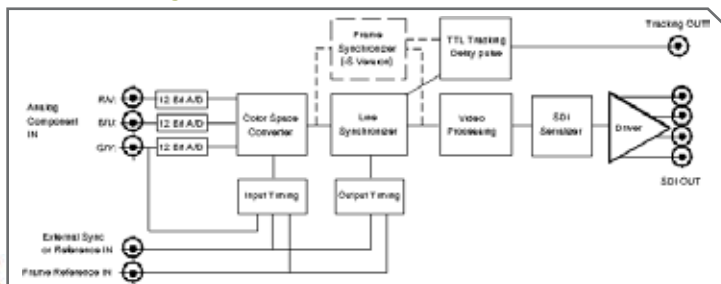 Tracking OUT
Frame
Synchronizer
(-S Version)
TTL Tracking
Delay pulse
Analog
Component
IN
R/V
B/U
G/Y
12 Bit A/D
12 Bit A/D
12 Bit A/D
Color Space
Converter
Line
Synchronizer
Video
Processing
SDI
Serializer
Driver
SDI OUT
Input Timing
Output Timing
External Sync
or Reference IN
Frame Reference IN